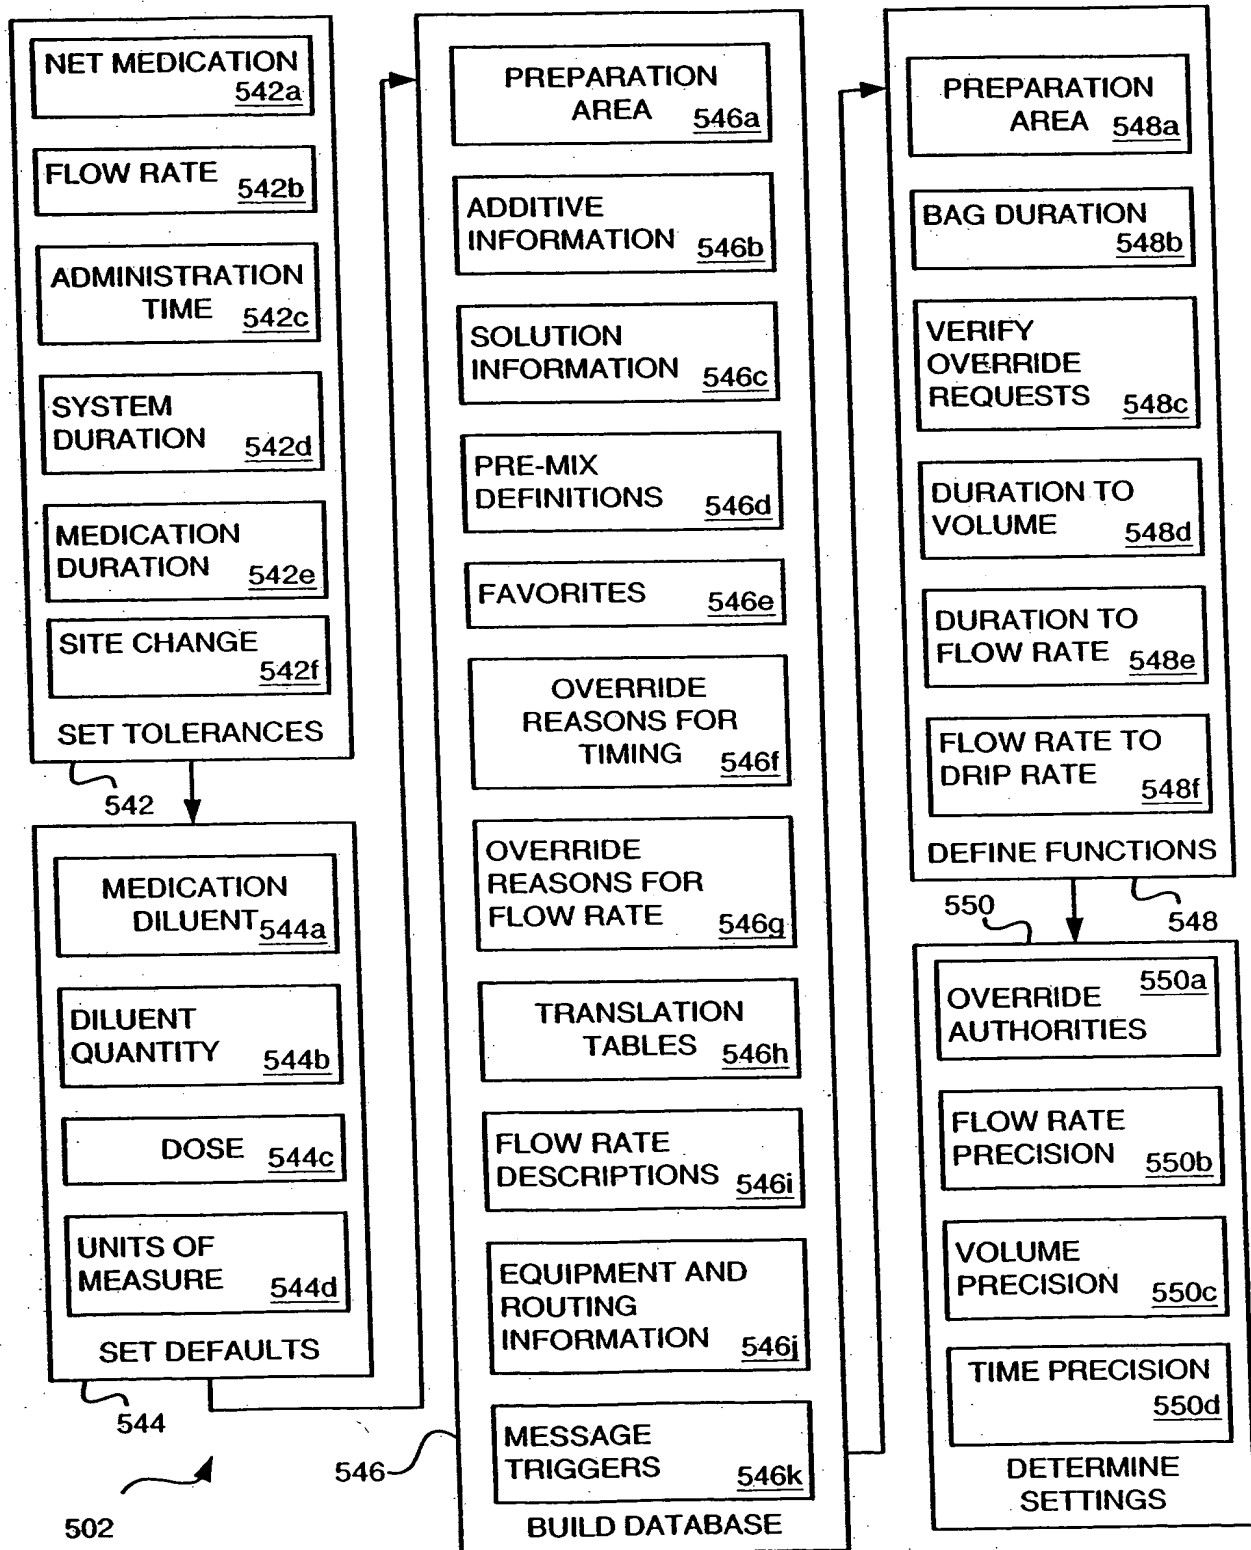 NET MEDICATION
542a
FLOW RATE 542b
ADMINISTRATION
TIME 542c
SYSTEM
DURATION 542d
MEDICATION
DURATION 542e
SITE CHANGE
542f
SET TOLERANCES
542
MEDICATION
DILUENT 544a
DILUENT
QUANTITY 544b
DOSE 544c
UNITS OF
MEASURE 544d
SET DEFAULTS
544
502
PREPARATION
AREA 546a
ADDITIVE
INFORMATION 546b
SOLUTION
INFORMATION 546c
PRE-MIX
DEFINITIONS 546d
FAVORITES 546e
OVERRIDE
REASONS FOR
TIMING 546f
OVERRIDE
REASONS FOR
FLOW RATE 546g
TRANSLATION
TABLES 546h
FLOW RATE
DESCRIPTIONS 546i
EQUIPMENT AND
ROUTING
INFORMATION 546j
MESSAGE
TRIGGERS 546k
BUILD DATABASE
546
PREPARATION
AREA 548a
BAG DURATION
548b
VERIFY
OVERRIDE
REQUESTS 548c
DURATION TO
VOLUME 548d
DURATION TO
FLOW RATE 548e
FLOW RATE TO
DRIP RATE 548f
DEFINE FUNCTIONS
548
550
550a
OVERRIDE
AUTHORITIES
FLOW RATE
PRECISION 550b
VOLUME
PRECISION 550c
TIME PRECISION
550d
DETERMINE
SETTINGS